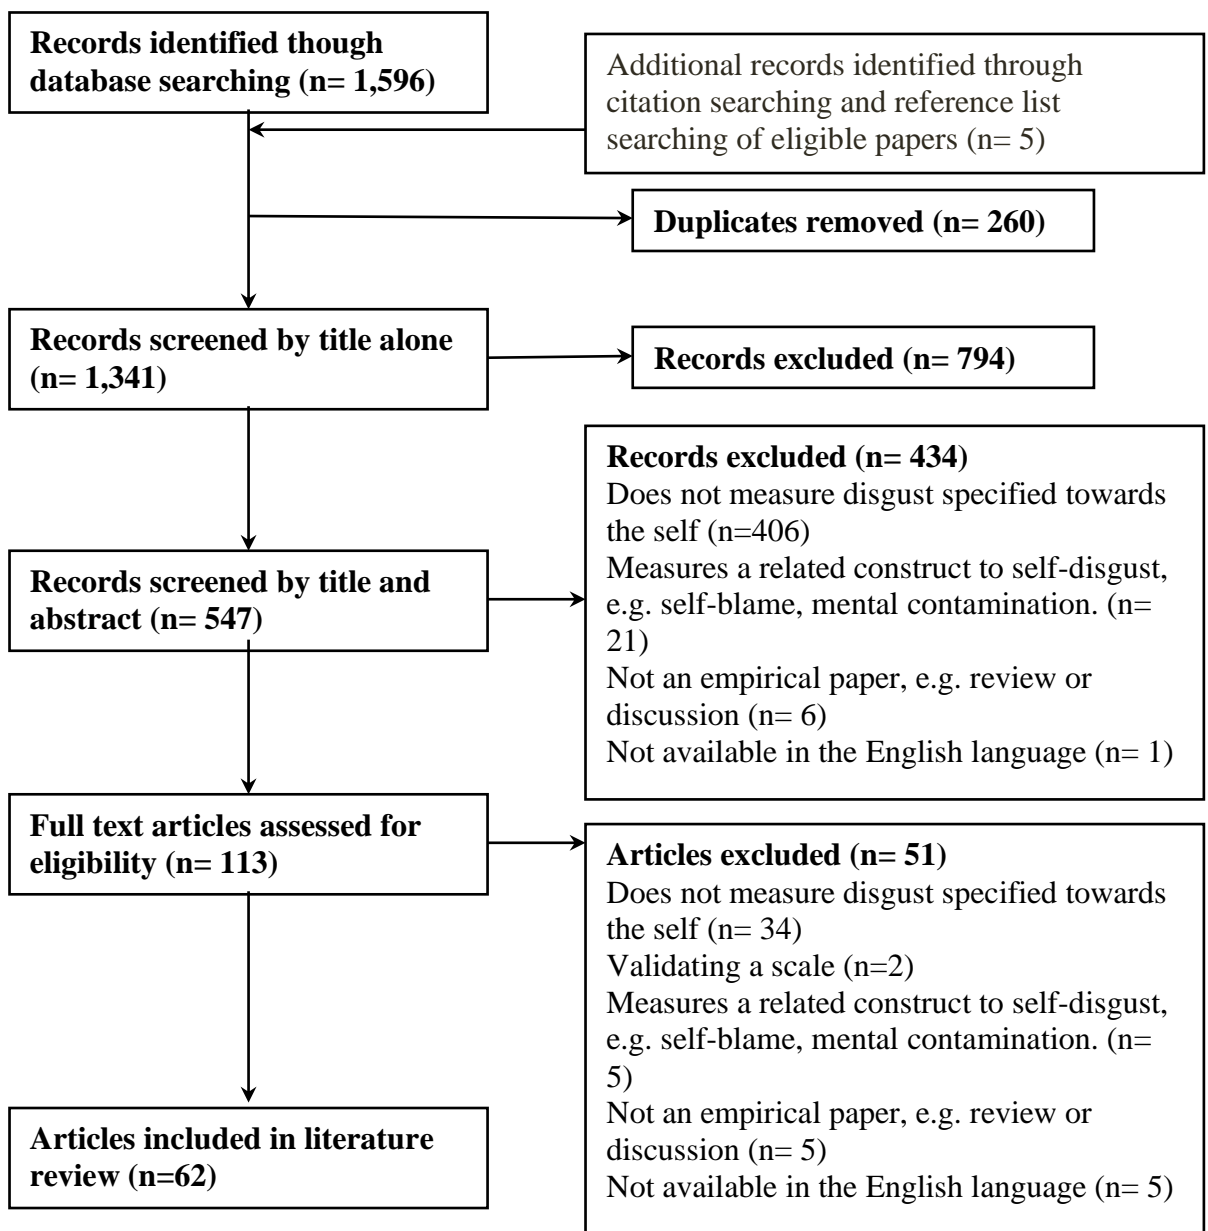 Records identified though
database searching (n= 1,596)
Additional records identified through
citation searching and reference list
searching of eligible papers (n= 5)
Duplicates removed (n= 260)
Records screened by title alone
(n= 1,341)
Records excluded (n= 794)
Records excluded (n= 434)
Does not measure disgust specified towards
the self (n=406)
Measures a related construct to self-disgust,
e.g. self-blame, mental contamination. (n=
21)
Not an empirical paper, e.g. review or
discussion (n= 6)
Not available in the English language (n= 1)
Records screened by title and
abstract (n= 547)
Full text articles assessed for
eligibility (n= 113)
Articles excluded (n= 51)
Does not measure disgust specified towards
the self (n= 34)
Validating a scale (n=2)
Measures a related construct to self-disgust,
e.g. self-blame, mental contamination. (n=
5)
Not an empirical paper, e.g. review or
discussion (n= 5)
Not available in the English language (n= 5)
Articles included in literature
review (n=62)